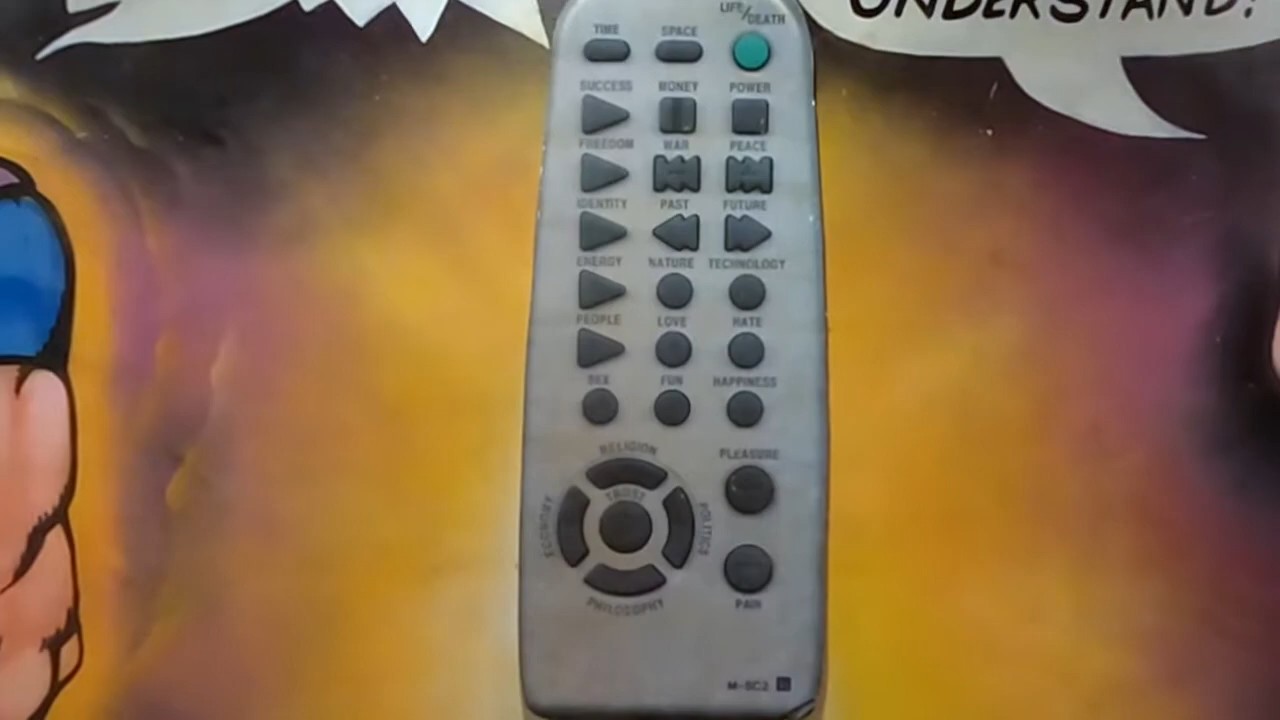 UNDERSTAND!
LIFE/DEATH
TIME SPACE
SUCCESS MONEY POWER
FREEDOM WAR PEACE
IDENTITY PAST FUTURE
ENERGY NATURE TECHNOLOGY
PEOPLE LOVE HATE
SEX FUN HAPPINESS
RELIGION PLEASURE
TRUST
POLITICS
PHILOSOPHY PAIN
M-SC2